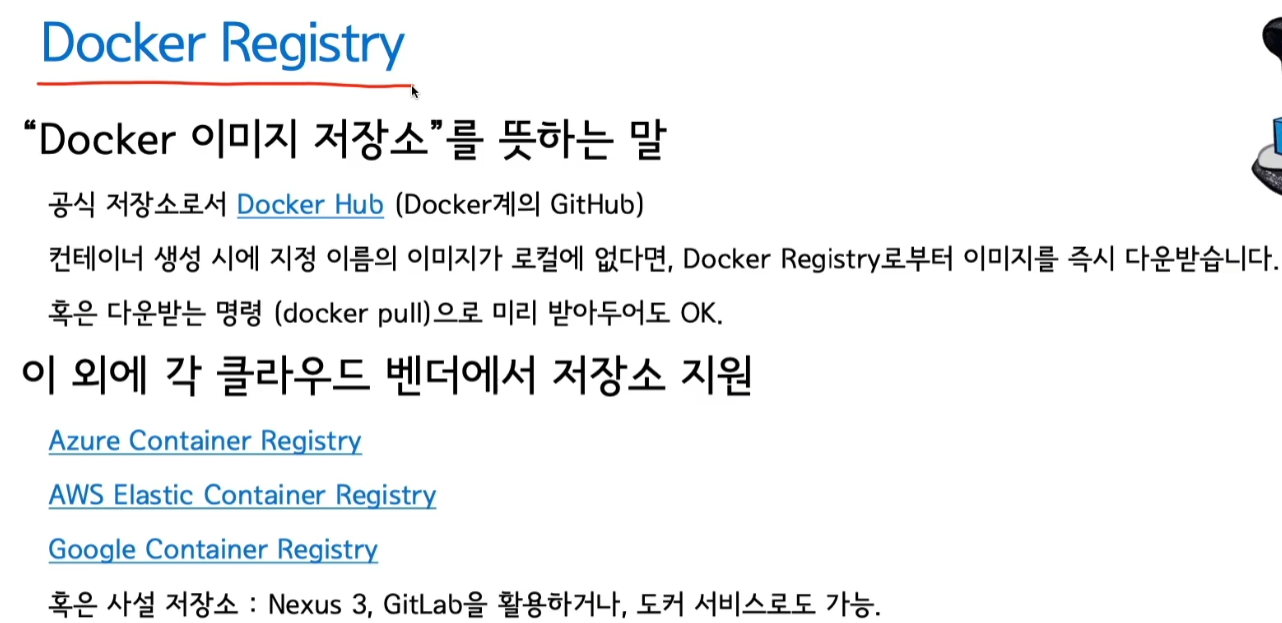 Docker Registry
“Docker 이미지 저장소”를 뜻하는 말
공식 저장소로서 Docker Hub (Docker계의 GitHub)
컨테이너 생성 시에 지정 이름의 이미지가 로컬에 없다면, Docker Registry로부터 이미지를 즉시 다운받습니다.
혹은 다운받는 명령 (docker pull)으로 미리 받아두어도 OK.
이 외에 각 클라우드 벤더에서 저장소 지원
Azure Container Registry
AWS Elastic Container Registry
Google Container Registry
혹은 사설 저장소 : Nexus 3, GitLab을 활용하거나, 도커 서비스로도 가능.